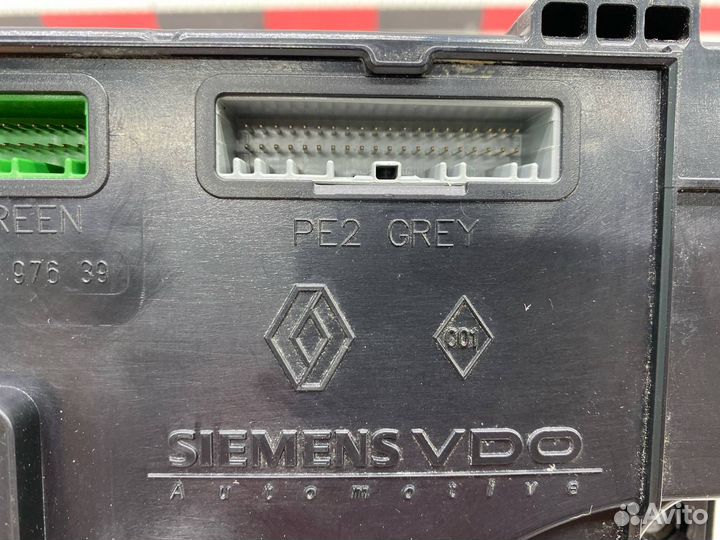 REEN
PE2 GREY
976 39
001
SIEMENS VDO
Automotive
Avito